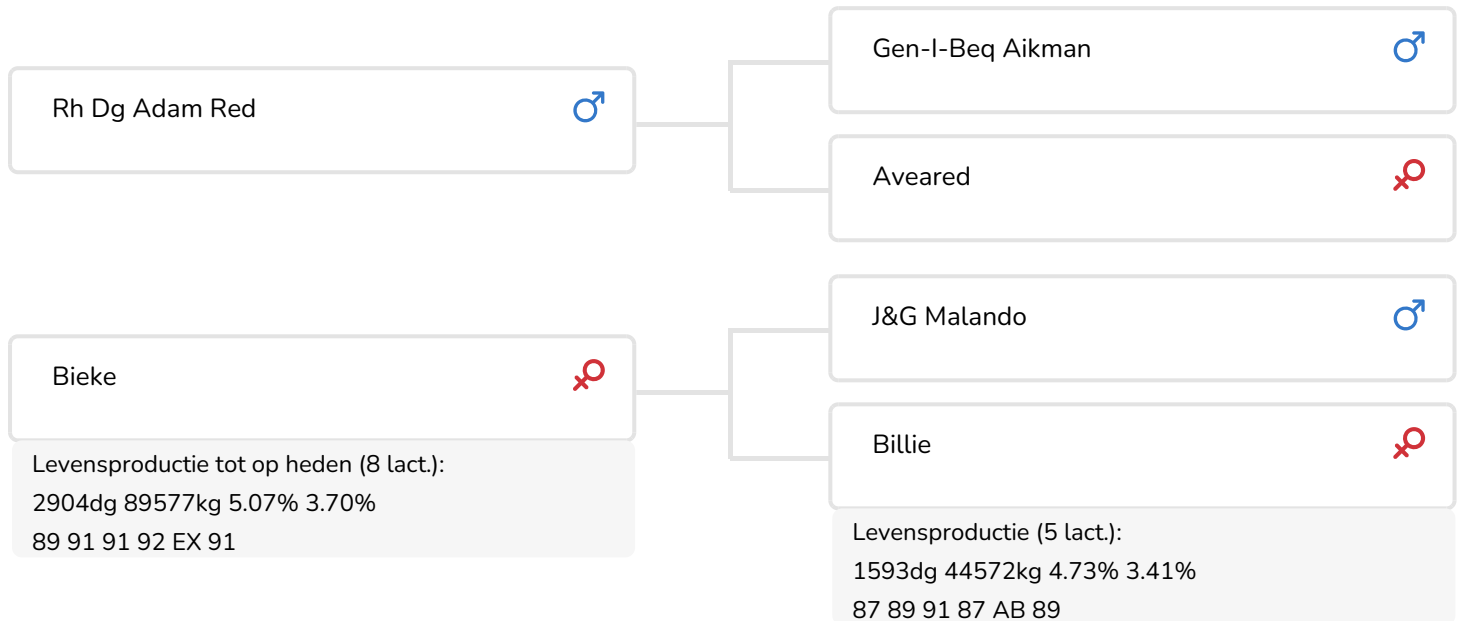 Rh Dg Adam Red
Gen-I-Beq Aikman
Aveared
Bieke
Levensproductie tot op heden (8 lact.):
2904dg 89577kg 5.07% 3.70%
89 91 91 92 EX 91
J&G Malando
Billie
Levensproductie (5 lact.):
1593dg 44572kg 4.73% 3.41%
87 89 91 87 AB 89